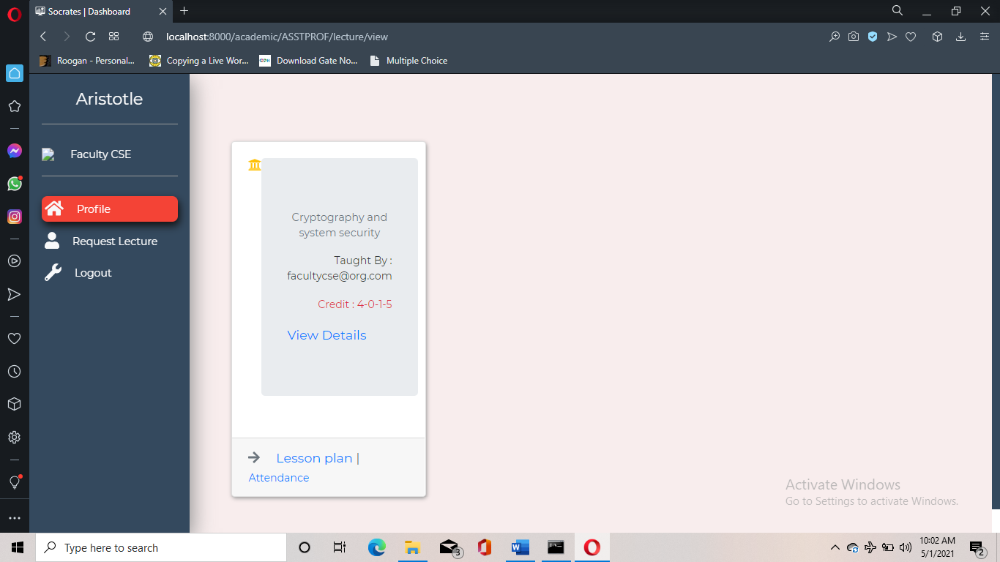 Socrates | Dashboard
localhost:8000/academic/ASSTPROF/lecture/view
Roogan - Personal...
Copying a Live Wor...
Download Gate No...
Multiple Choice
Aristotle
Faculty CSE
Profile
Request Lecture
Logout
Cryptography and
system security
Taught By :
facultycse@org.com
Credit : 4-0-1-5
View Details
Lesson plan |
Attendance
Activate Windows
Go to Settings to activate Windows.
Type here to search
3
10:02 AM
5/1/2021
2